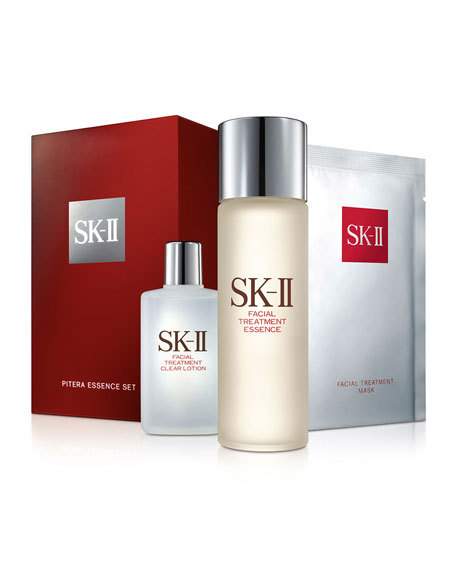 SK-II
PITERA ESSENCE SET
SK-II
FACIAL
TREATMENT
CLEAR LOTION
SK-II
FACIAL
TREATMENT
ESSENCE
SK-II
FACIAL TREATMENT
MASK